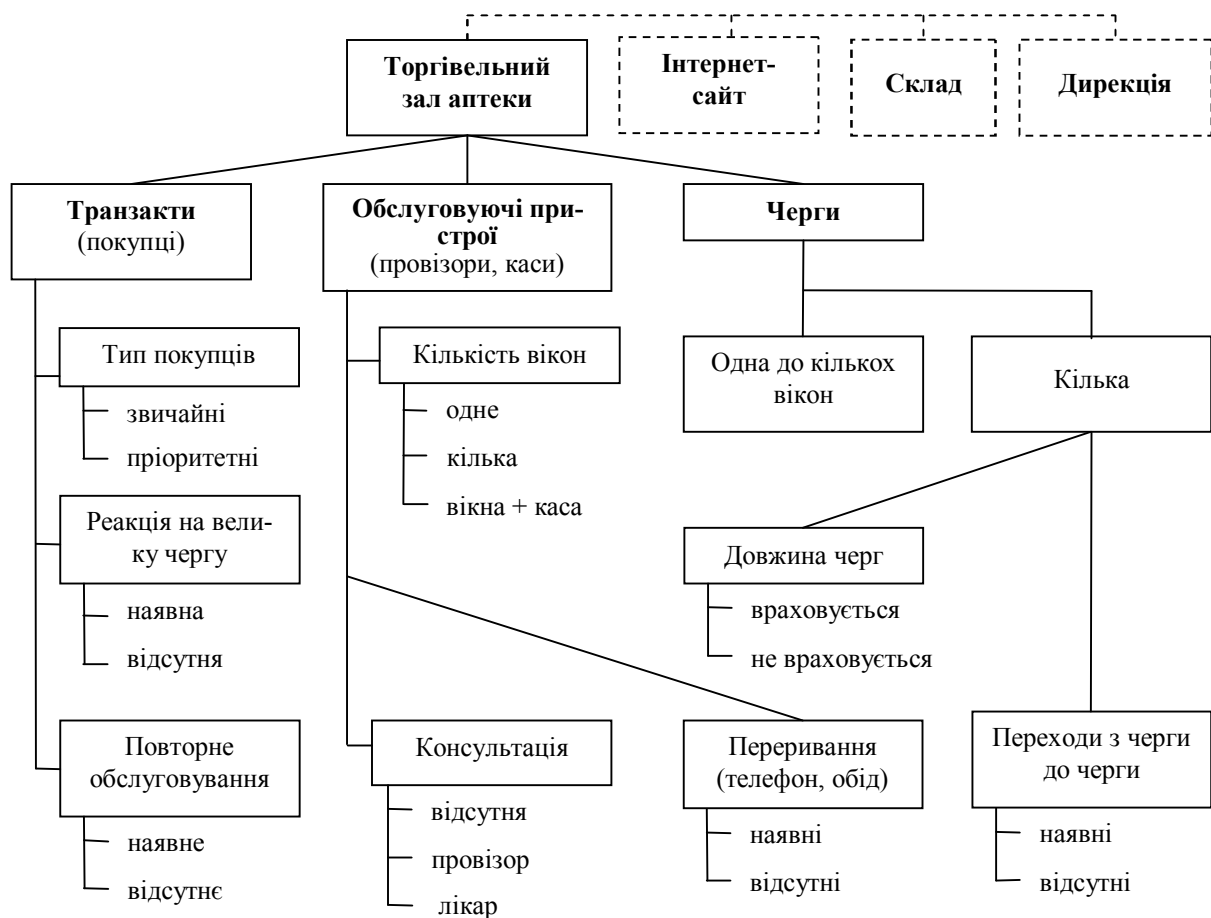 Торгівельний
зал аптеки
Інтернет-
сайт
Склад
Дирекція
Транзакти
(покупці)
Обслуговуючі при-
строї
(провізори, каси)
Черги
Тип покупців
звичайні
пріоритетні
Реакція на вели-
ку чергу
наявна
відсутня
Повторне
обслуговування
наявне
відсутнє
Кількість вікон
одне
кілька
вікна + каса
Консультація
відсутня
провізор
лікар
Переривання
(телефон, обід)
наявні
відсутні
Одна до кількох
вікон
Кілька
Довжина черг
враховується
не враховується
Переходи з черги
до черги
наявні
відсутні